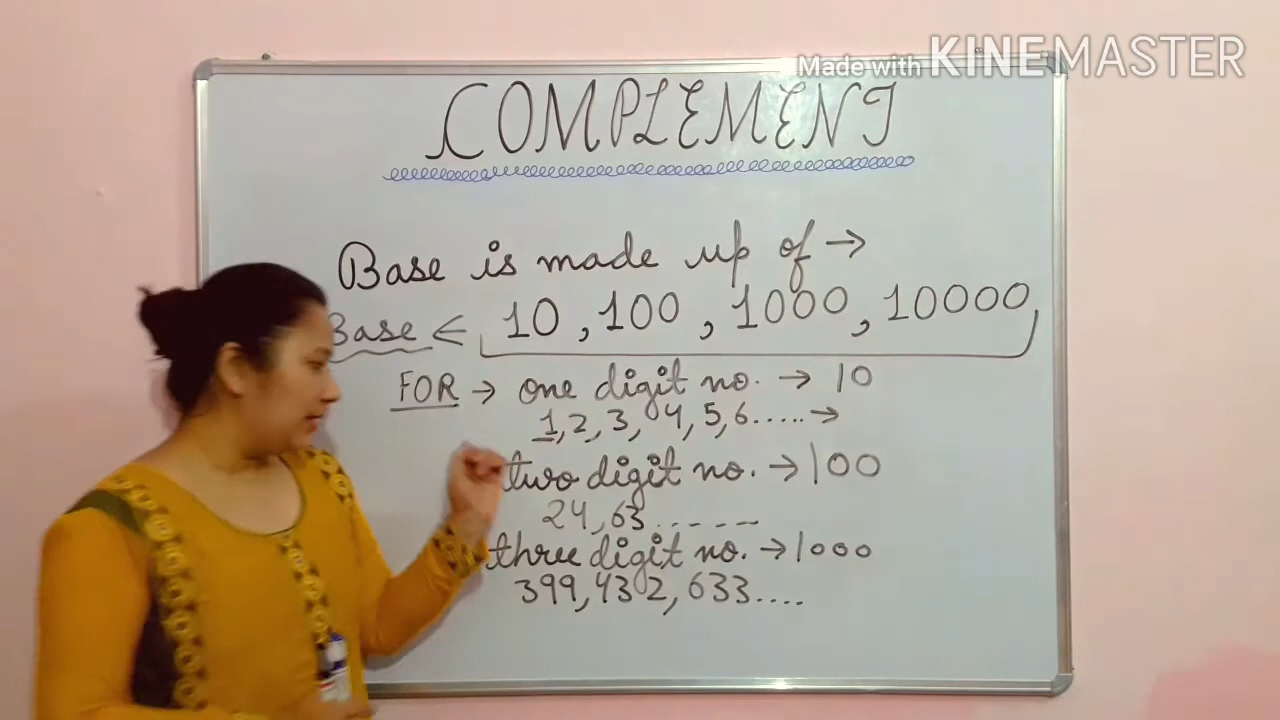 Made with KINEMASTER
COMPLEMENT
Base is made up of →
Base < 10, 100, 1000, 10000,
FOR → one digit no. → 10
1, 2, 3, 4, 5, 6..... →
two digit no. → 100
24, 63......
three digit no. → 1000
399, 432, 633....